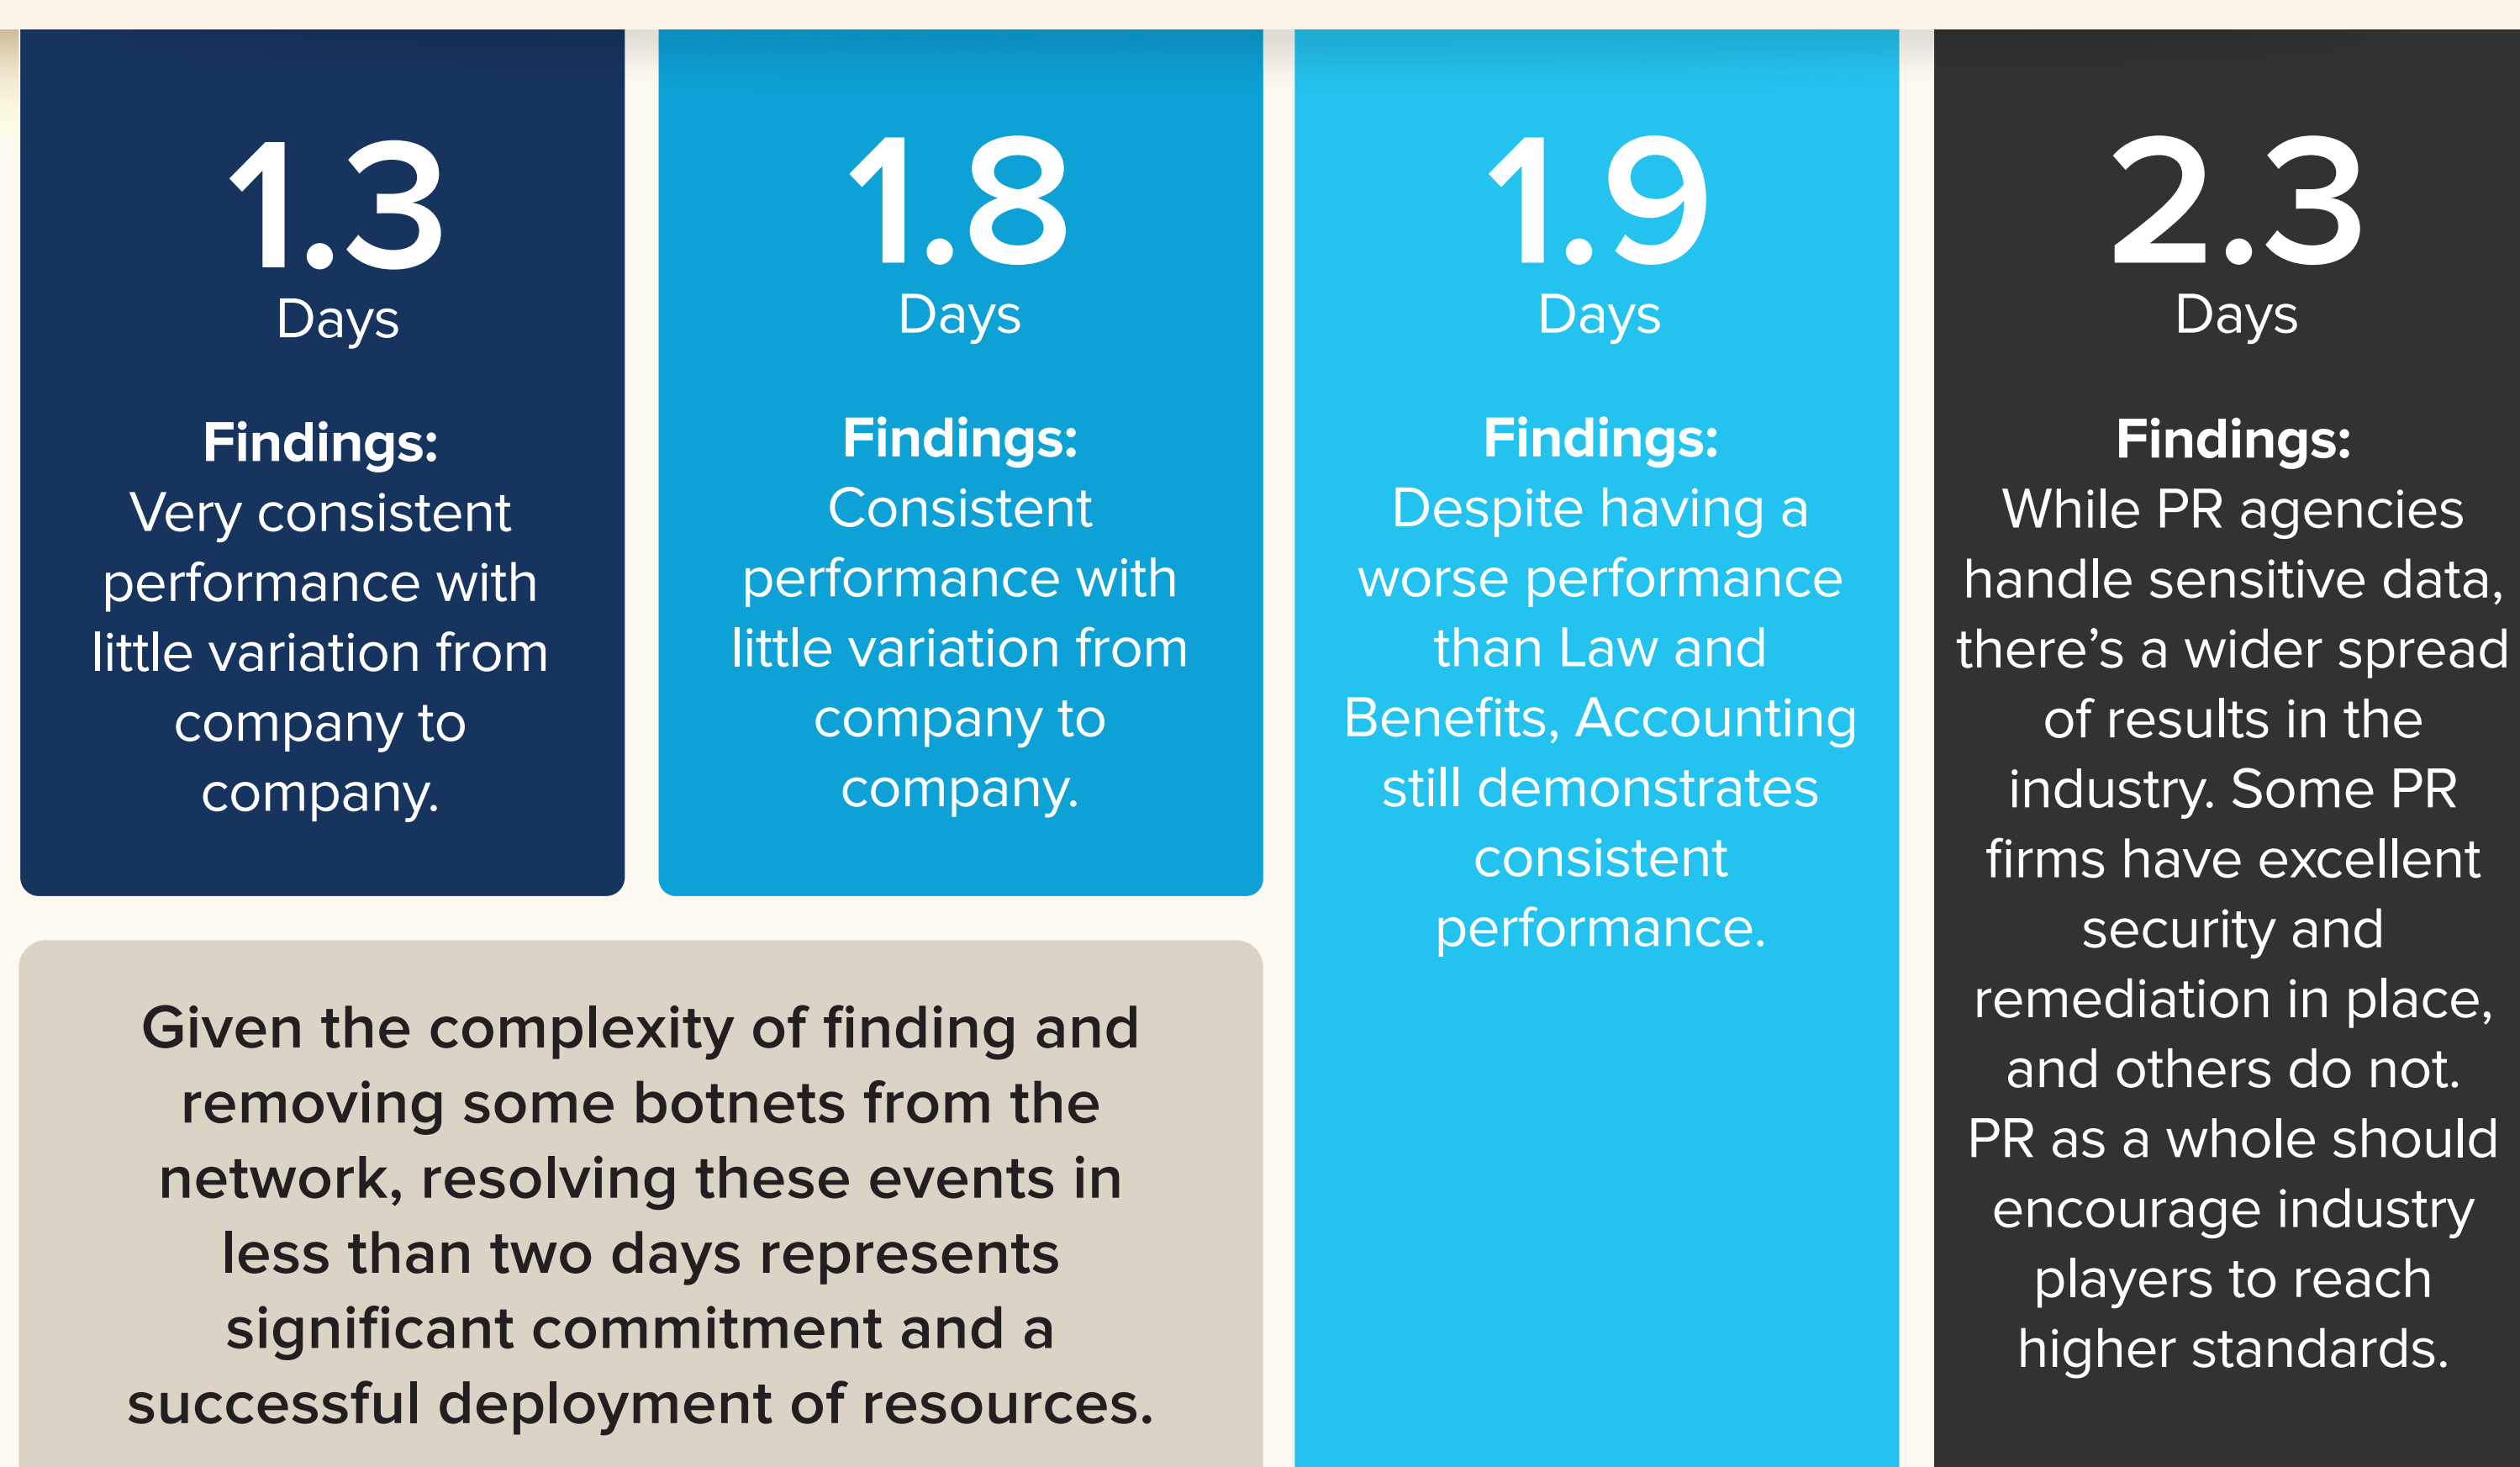 1.3
Days
Findings:
Very consistent
performance with
little variation from
company to
company.
1.8
Days
Findings:
Consistent
performance with
little variation from
company to
company.
1.9
Days
Findings:
Despite having a
worse performance
than Law and
Benefits, Accounting
still demonstrates
consistent
performance.
2.3
Days
Findings:
While PR agencies
handle sensitive data,
there’s a wider spread
of results in the
industry. Some PR
firms have excellent
security and
remediation in place,
and others do not.
PR as a whole should
encourage industry
players to reach
higher standards.
Given the complexity of finding and
removing some botnets from the
network, resolving these events in
less than two days represents
significant commitment and a
successful deployment of resources.